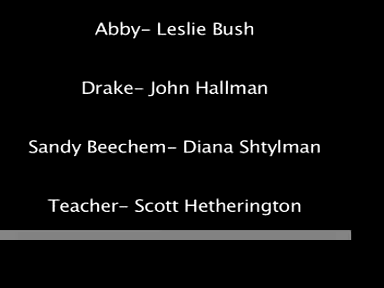 Abby- Leslie Bush
Drake- John Hallman
Sandy Beechem- Diana Shtylman
Teacher- Scott Hetherington